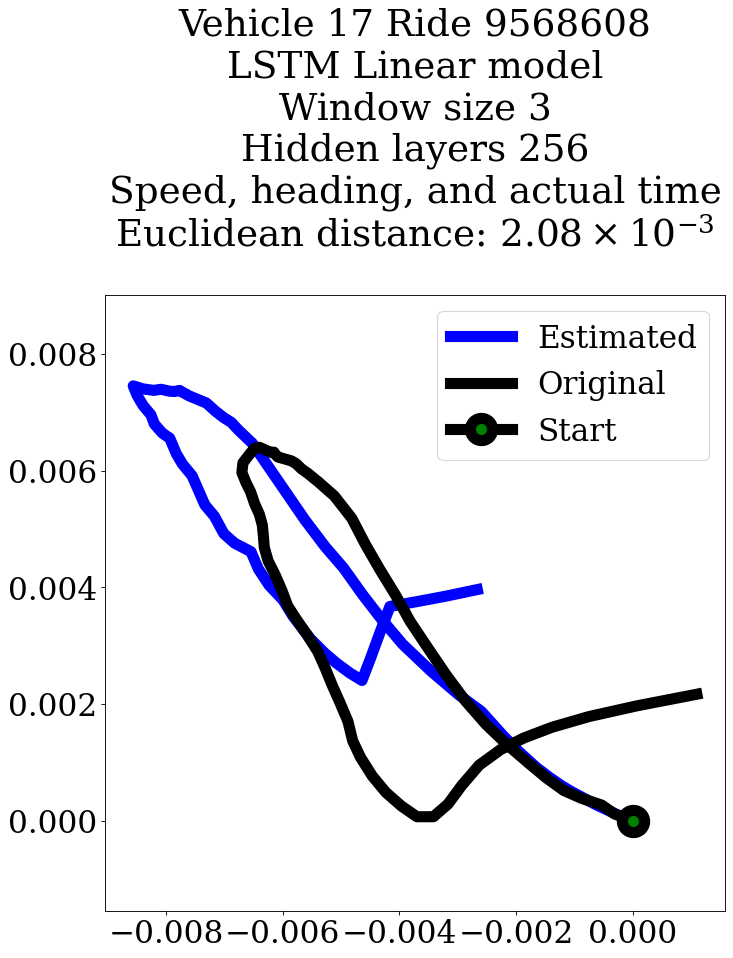 Vehicle 17 Ride 9568608
LSTM Linear model
Window size 3
Hidden layers 256
Speed, heading, and actual time
Euclidean distance: 2.08 × 10⁻³
Estimated
Original
Start
0.008
0.006
0.004
0.002
0.000
−0.008 −0.006 −0.004 −0.002 0.000